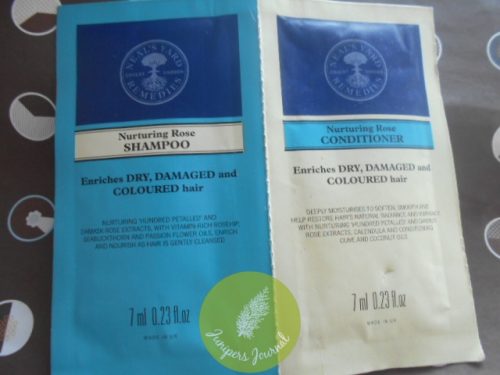 NEAL'S YARD
REMEDIES
Nurturing Rose
SHAMPOO
Enriches DRY, DAMAGED and
COLOURED hair
NURTURING 'HUNDRED PETALLED' AND
DAMASK ROSE EXTRACTS, WITH VITAMIN-RICH ROSEHIP,
SEABUCKTHORN AND PASSION FLOWER OILS, ENRICH
AND NOURISH AS HAIR IS GENTLY CLEANSED
7 ml 0.23 fl.oz
MADE IN UK
NEAL'S YARD
REMEDIES
Nurturing Rose
CONDITIONER
Enriches DRY, DAMAGED and
COLOURED hair
DEEPLY MOISTURISES TO SOFTEN, SMOOTH AND
HELP RESTORE HAIR'S NATURAL RADIANCE AND
WITH NURTURING 'HUNDRED PETALLED' AND
ROSE EXTRACTS, CALENDULA AND CONDITIONING
OLIVE AND COCONUT OILS
7 ml 0.23 fl.oz
MADE IN UK
Junipers Journal